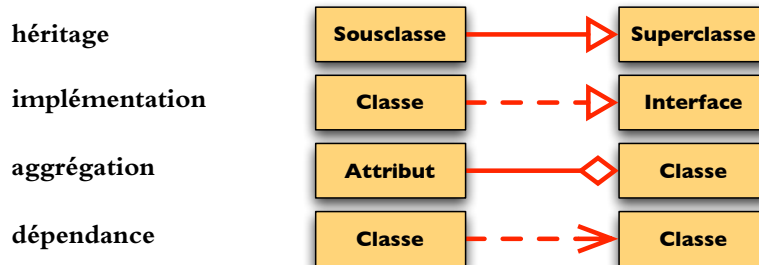 héritage Sousclasse Superclasse
implémentation Classe Interface
aggrégation Attribut Classe
dépendance Classe Classe